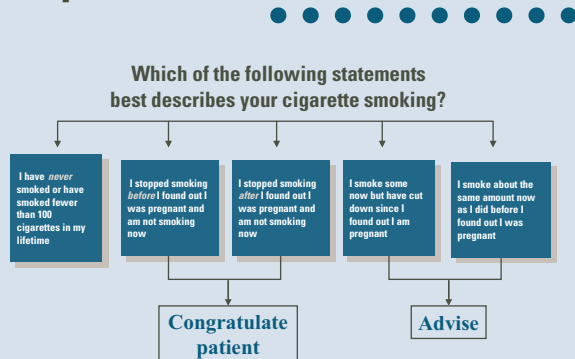 Which of the following statements
best describes your cigarette smoking?
I have never
smoked or have
smoked fewer
than 100
cigarettes in my
lifetime
I stopped smoking
before I found out I
was pregnant and
am not smoking
now
I stopped smoking
after I found out I
was pregnant and
am not smoking
now
I smoke some
now but have cut
down since I
found out I am
pregnant
I smoke about the
same amount now
as I did before I
found out I was
pregnant
Congratulate
patient
Advise